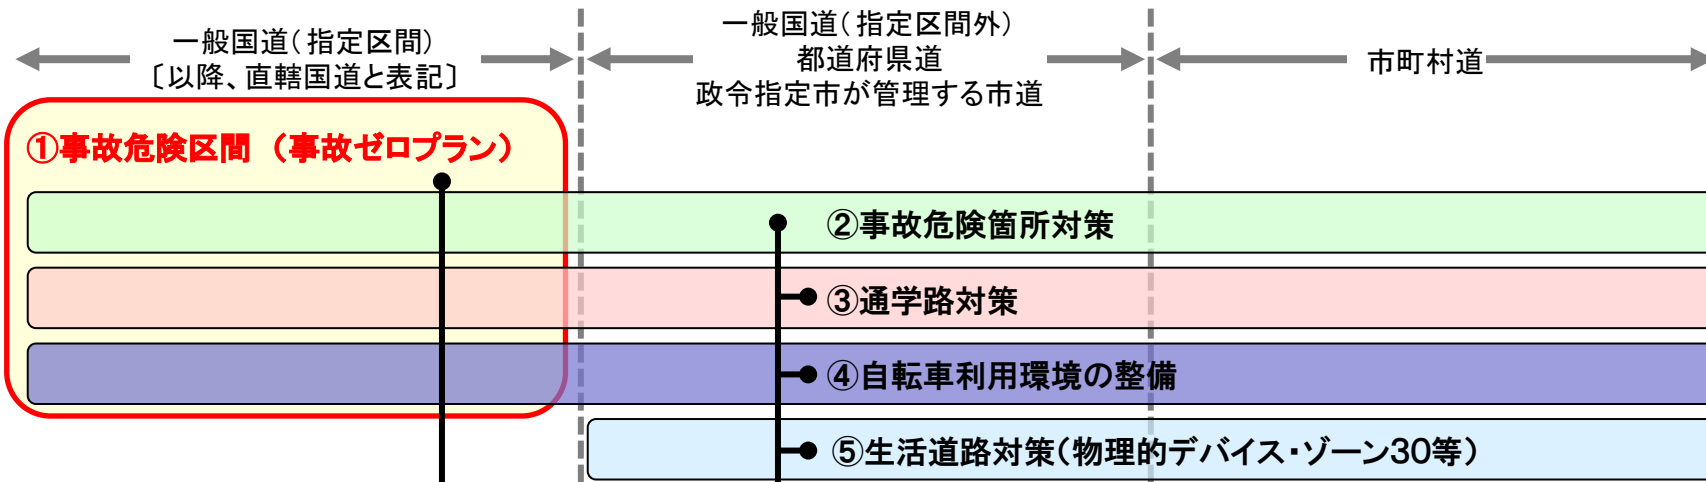 一般国道（指定区間）
〔以降、直轄国道と表記〕
一般国道（指定区間外）
都道府県道
政令指定市が管理する市道
市町村道
①事故危険区間 （事故ゼロプラン）
②事故危険箇所対策
③通学路対策
④自転車利用環境の整備
⑤生活道路対策（物理的デバイス・ゾーン30等）